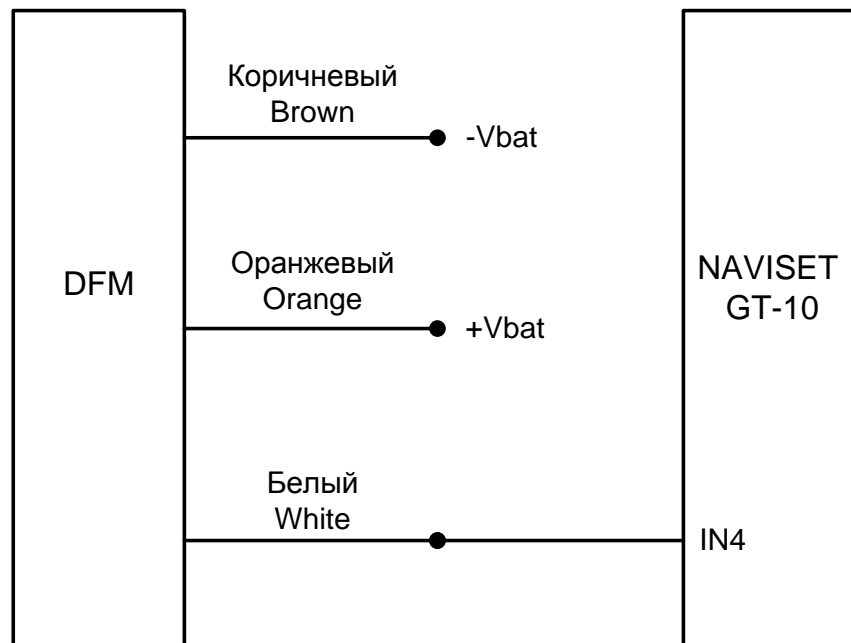 Коричневый
Brown
-Vbat
DFM
Оранжевый
Orange
+Vbat
NAVISET
GT-10
Белый
White
IN4